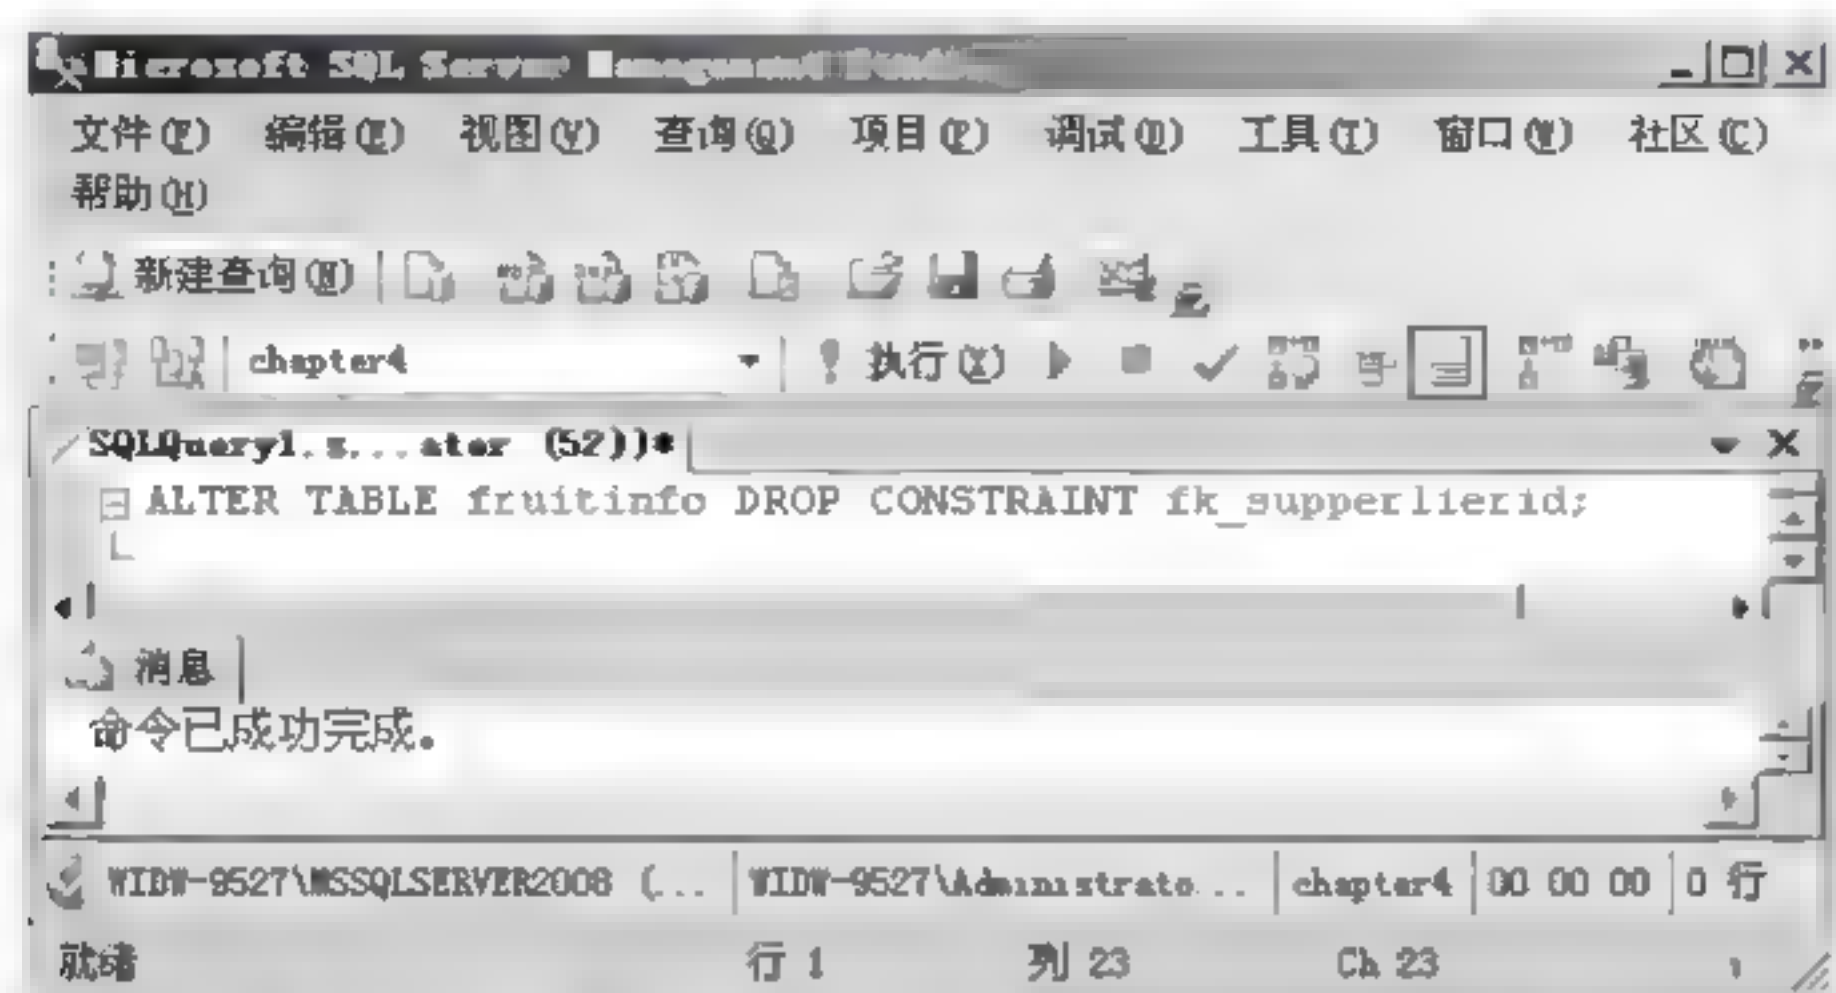 Microsoft SQL Server Management Studio
文件(F) 编辑(E) 视图(V) 查询(Q) 项目(P) 调试(D) 工具(T) 窗口(W) 社区(C)
帮助(H)
新建查询(N)
chapter4 执行(X)
SQLQuery1.s...ator (52))*
ALTER TABLE fruitinfo DROP CONSTRAINT fk_supperlierid;
消息
命令已成功完成。
WIDW-9527\MSSQLSERVER2008 (... WIDW-9527\Administrato... chapter4 00 00 00 0 行
就绪 行 1 列 23 Ch 23